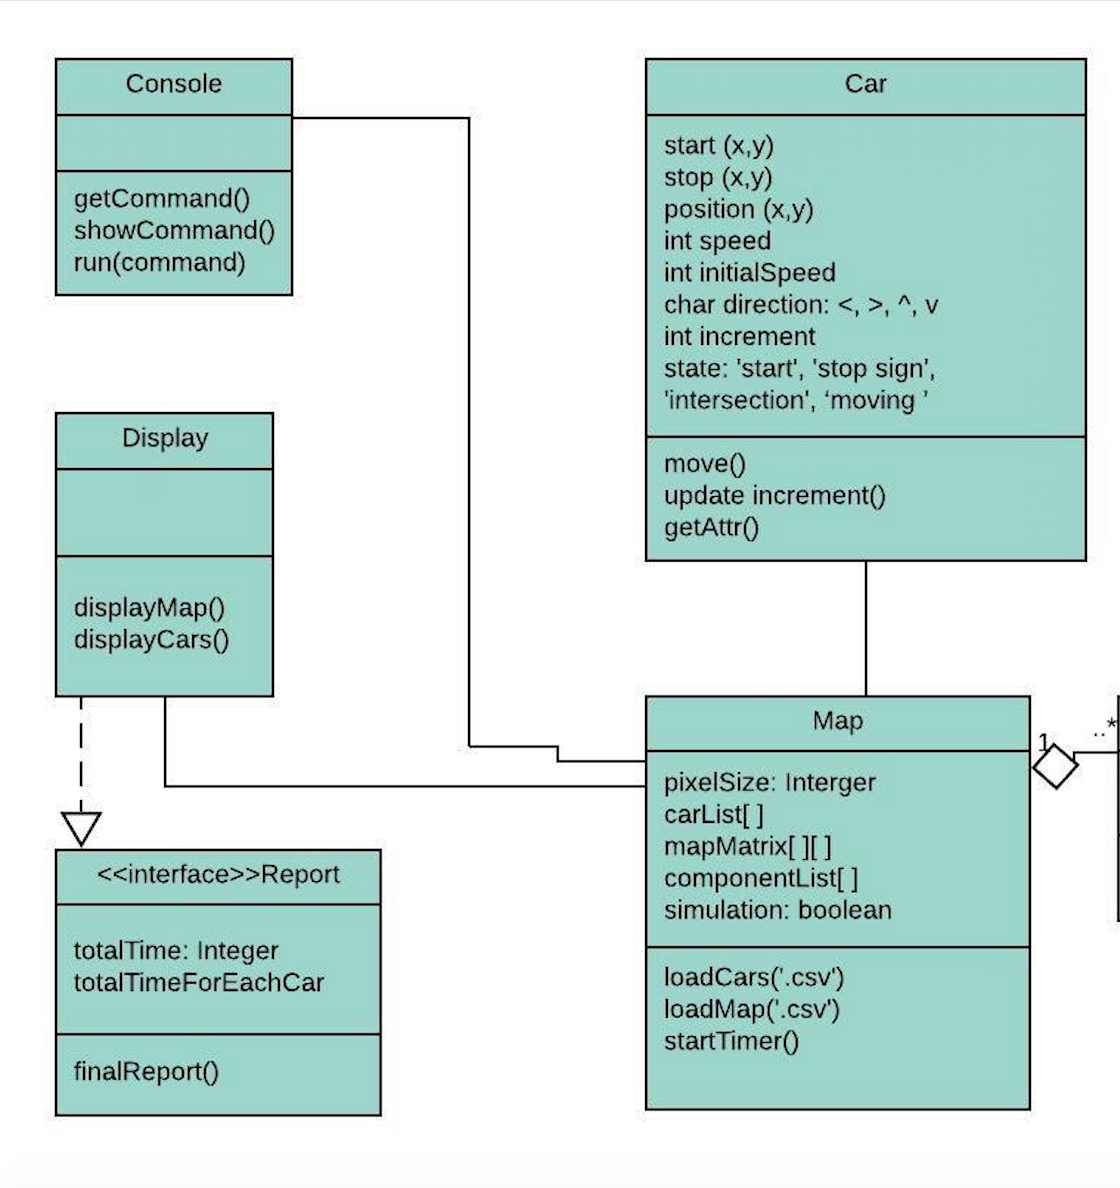 Console
getCommand()
showCommand()
run(command)
Car
start (x,y)
stop (x,y)
position (x,y)
int speed
int initialSpeed
char direction: <, >, ^, v
int increment
state: 'start', 'stop sign',
'intersection', ‘moving ’
move()
update increment()
getAttr()
Display
displayMap()
displayCars()
<<interface>>Report
totalTime: Integer
totalTimeForEachCar
finalReport()
Map
pixelSize: Interger
carList[ ]
mapMatrix[ ][ ]
componentList[ ]
simulation: boolean
loadCars('.csv')
loadMap('.csv')
startTimer()
1
..*